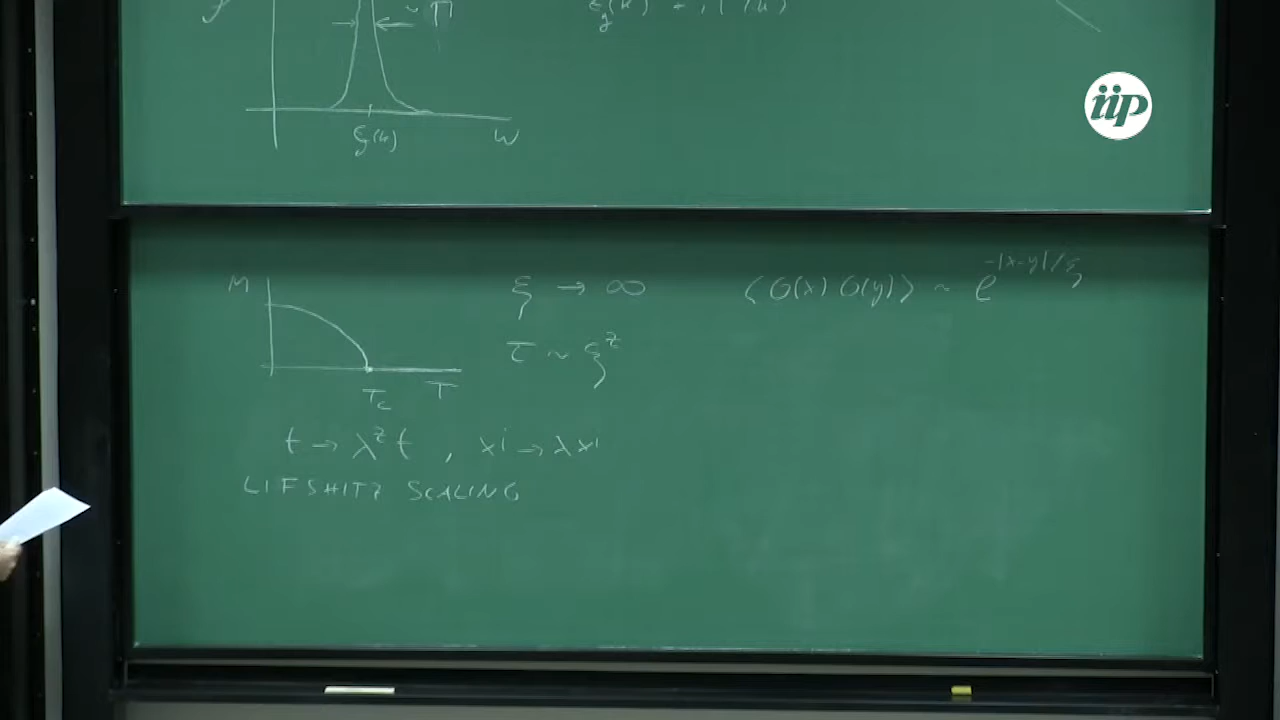 Γ
iip
ξ(k)
W
M
ξ → ∞
⟨O(x) O(y)⟩ ~ e^{-|x-y|/ξ}
τ ~ ξ^z
T_c
T
t → λ^z t , x^i → λ x^i
LIFSHITZ SCALING